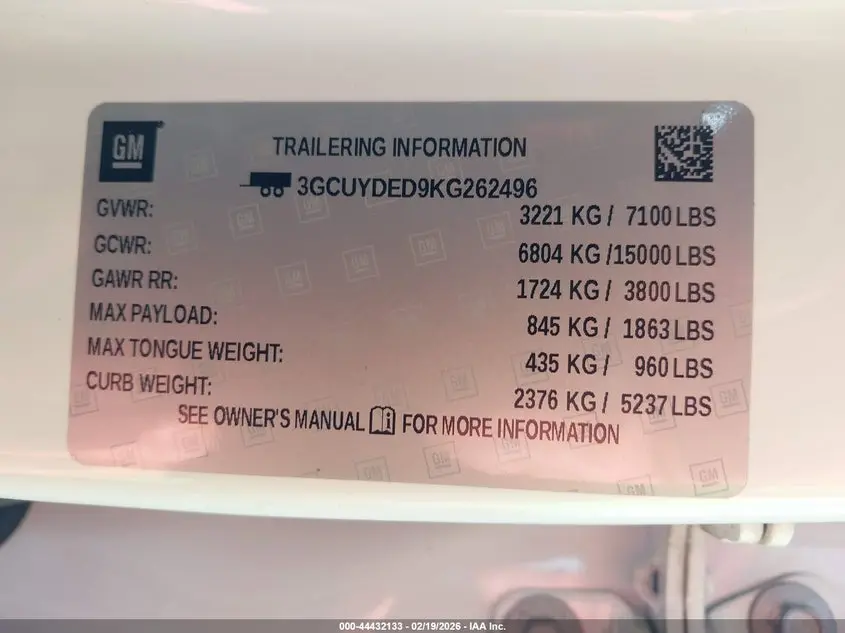 GM
TRAILERING INFORMATION
3GCUYDED9KG262496
GVWR: 3221 KG / 7100 LBS
GCWR: 6804 KG /15000 LBS
GAWR RR: 1724 KG / 3800 LBS
MAX PAYLOAD: 845 KG / 1863 LBS
MAX TONGUE WEIGHT: 435 KG / 960 LBS
CURB WEIGHT: 2376 KG / 5237 LBS
SEE OWNER'S MANUAL FOR MORE INFORMATION
000-44432133 - 02/19/2026 - IAA Inc.